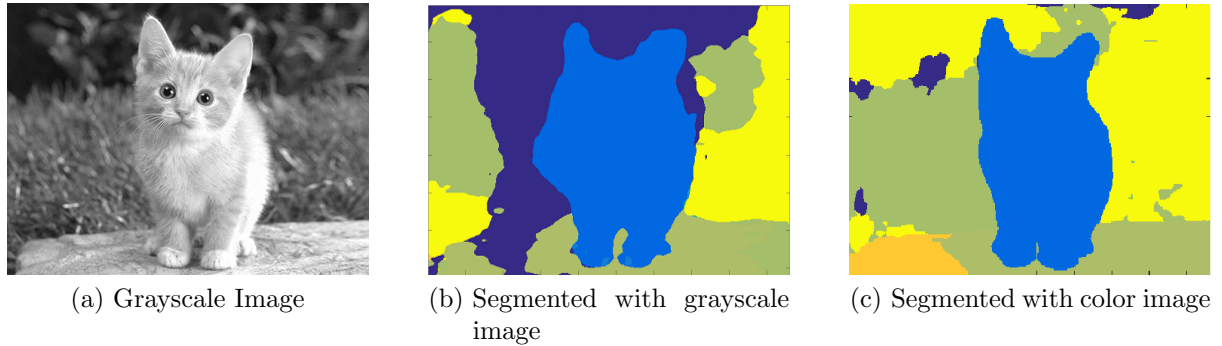 (a) Grayscale Image
(b) Segmented with grayscale
image
(c) Segmented with color image